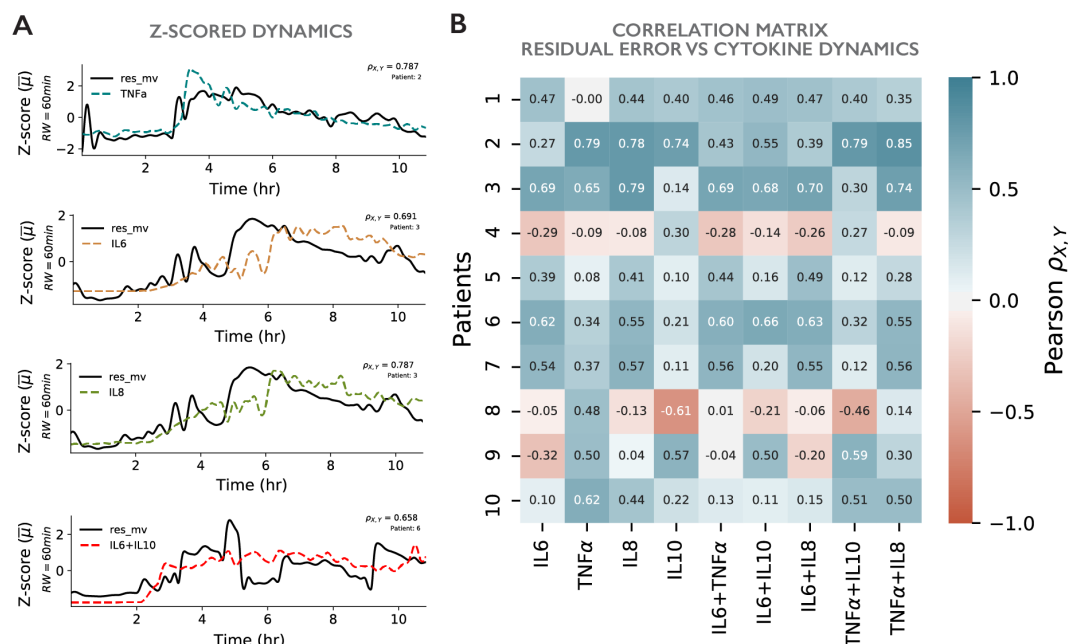 A
Z-SCORED DYNAMICS
Z-score (μ̄)
RW = 60min
2
0
−2
res_mv
TNFa
ρX,Y = 0.787
Patient: 2
2 4 6 8 10
Time (hr)
Z-score (μ̄)
RW = 60min
2
0
res_mv
IL6
ρX,Y = 0.691
Patient: 3
2 4 6 8 10
Time (hr)
Z-score (μ̄)
RW = 60min
2
0
res_mv
IL8
ρX,Y = 0.787
Patient: 3
2 4 6 8 10
Time (hr)
Z-score (μ̄)
RW = 60min
2
0
res_mv
IL6+IL10
ρX,Y = 0.658
Patient: 6
0 2 4 6 8 10
Time (hr)
B
CORRELATION MATRIX
RESIDUAL ERROR VS CYTOKINE DYNAMICS
Patients
1 0.47 -0.00 0.44 0.40 0.46 0.49 0.47 0.40 0.35
2 0.27 0.79 0.78 0.74 0.43 0.55 0.39 0.79 0.85
3 0.69 0.65 0.79 0.14 0.69 0.68 0.70 0.30 0.74
4 -0.29 -0.09 -0.08 0.30 -0.28 -0.14 -0.26 0.27 -0.09
5 0.39 0.08 0.41 0.10 0.44 0.16 0.49 0.12 0.28
6 0.62 0.34 0.55 0.21 0.60 0.66 0.63 0.32 0.55
7 0.54 0.37 0.55 0.11 0.56 0.20 0.55 0.12 0.56
8 -0.05 0.48 -0.13 -0.61 0.01 -0.21 -0.06 -0.46 0.14
9 -0.32 0.50 0.04 0.57 -0.04 0.50 -0.20 0.59 0.30
10 0.10 0.62 0.44 0.22 0.13 0.11 0.15 0.51 0.50
IL6
TNFα
IL8
IL10
IL6+TNFα
IL6+IL10
IL6+IL8
TNFα+IL10
TNFα+IL8
1.0
0.5
0.0
−0.5
−1.0
Pearson ρX,Y